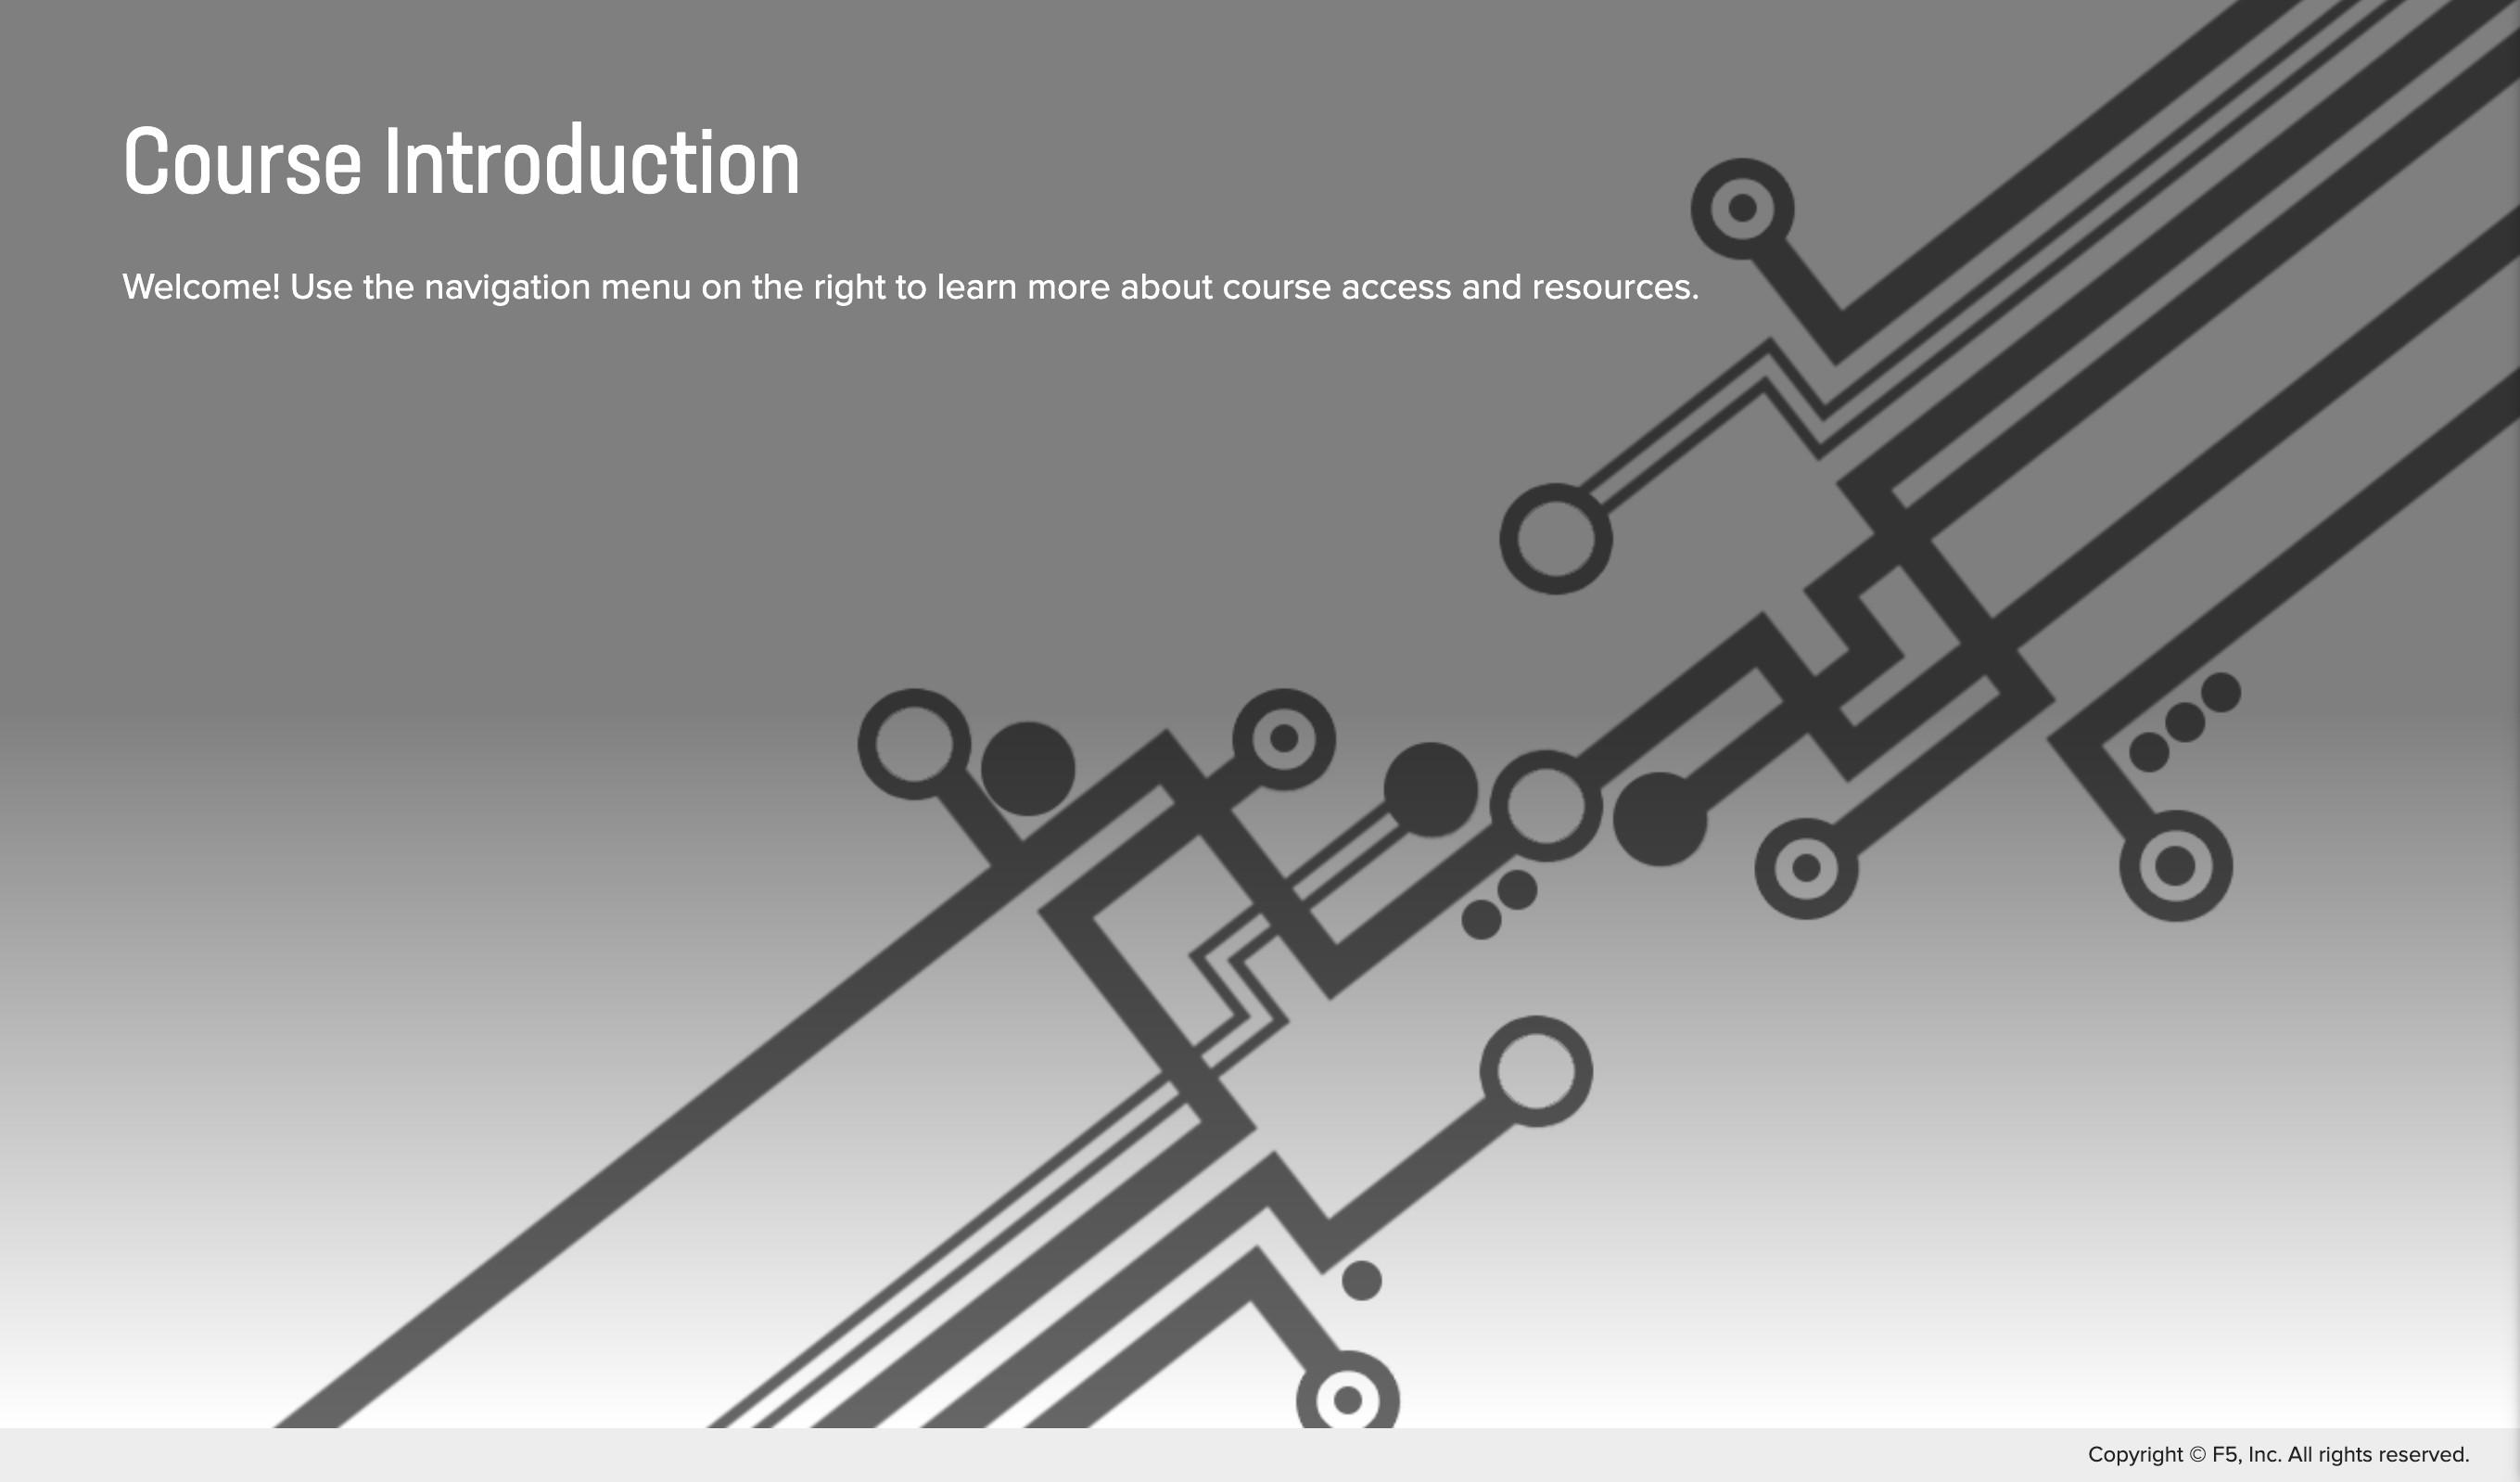 Course Introduction
Welcome! Use the navigation menu on the right to learn more about course access and resources.
Copyright © F5, Inc. All rights reserved.